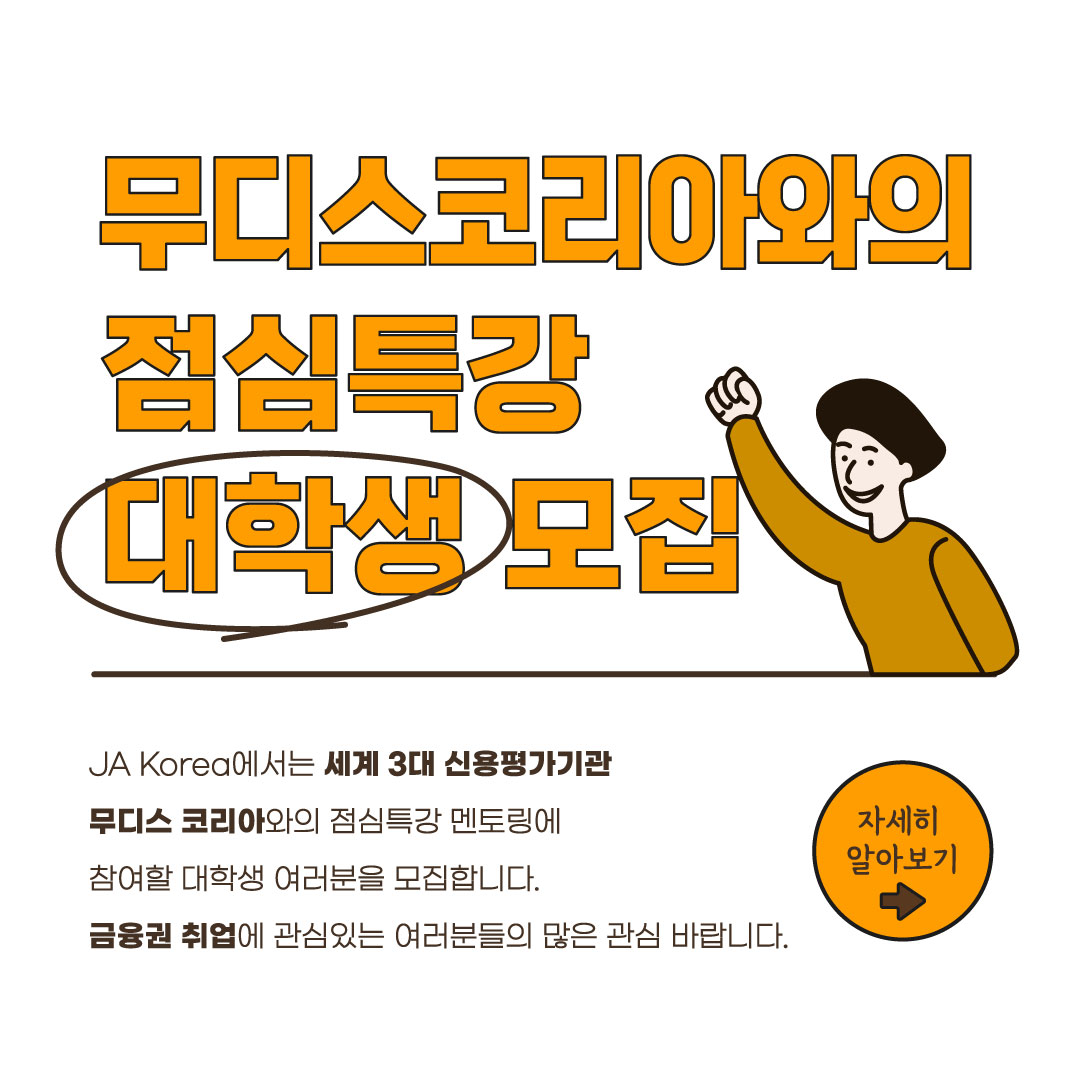 무디스코리아와의
점심특강
대학생 모집
JA Korea에서는 세계 3대 신용평가기관
무디스 코리아와의 점심특강 멘토링에
참여할 대학생 여러분을 모집합니다.
금융권 취업에 관심있는 여러분들의 많은 관심 바랍니다.
자세히
알아보기